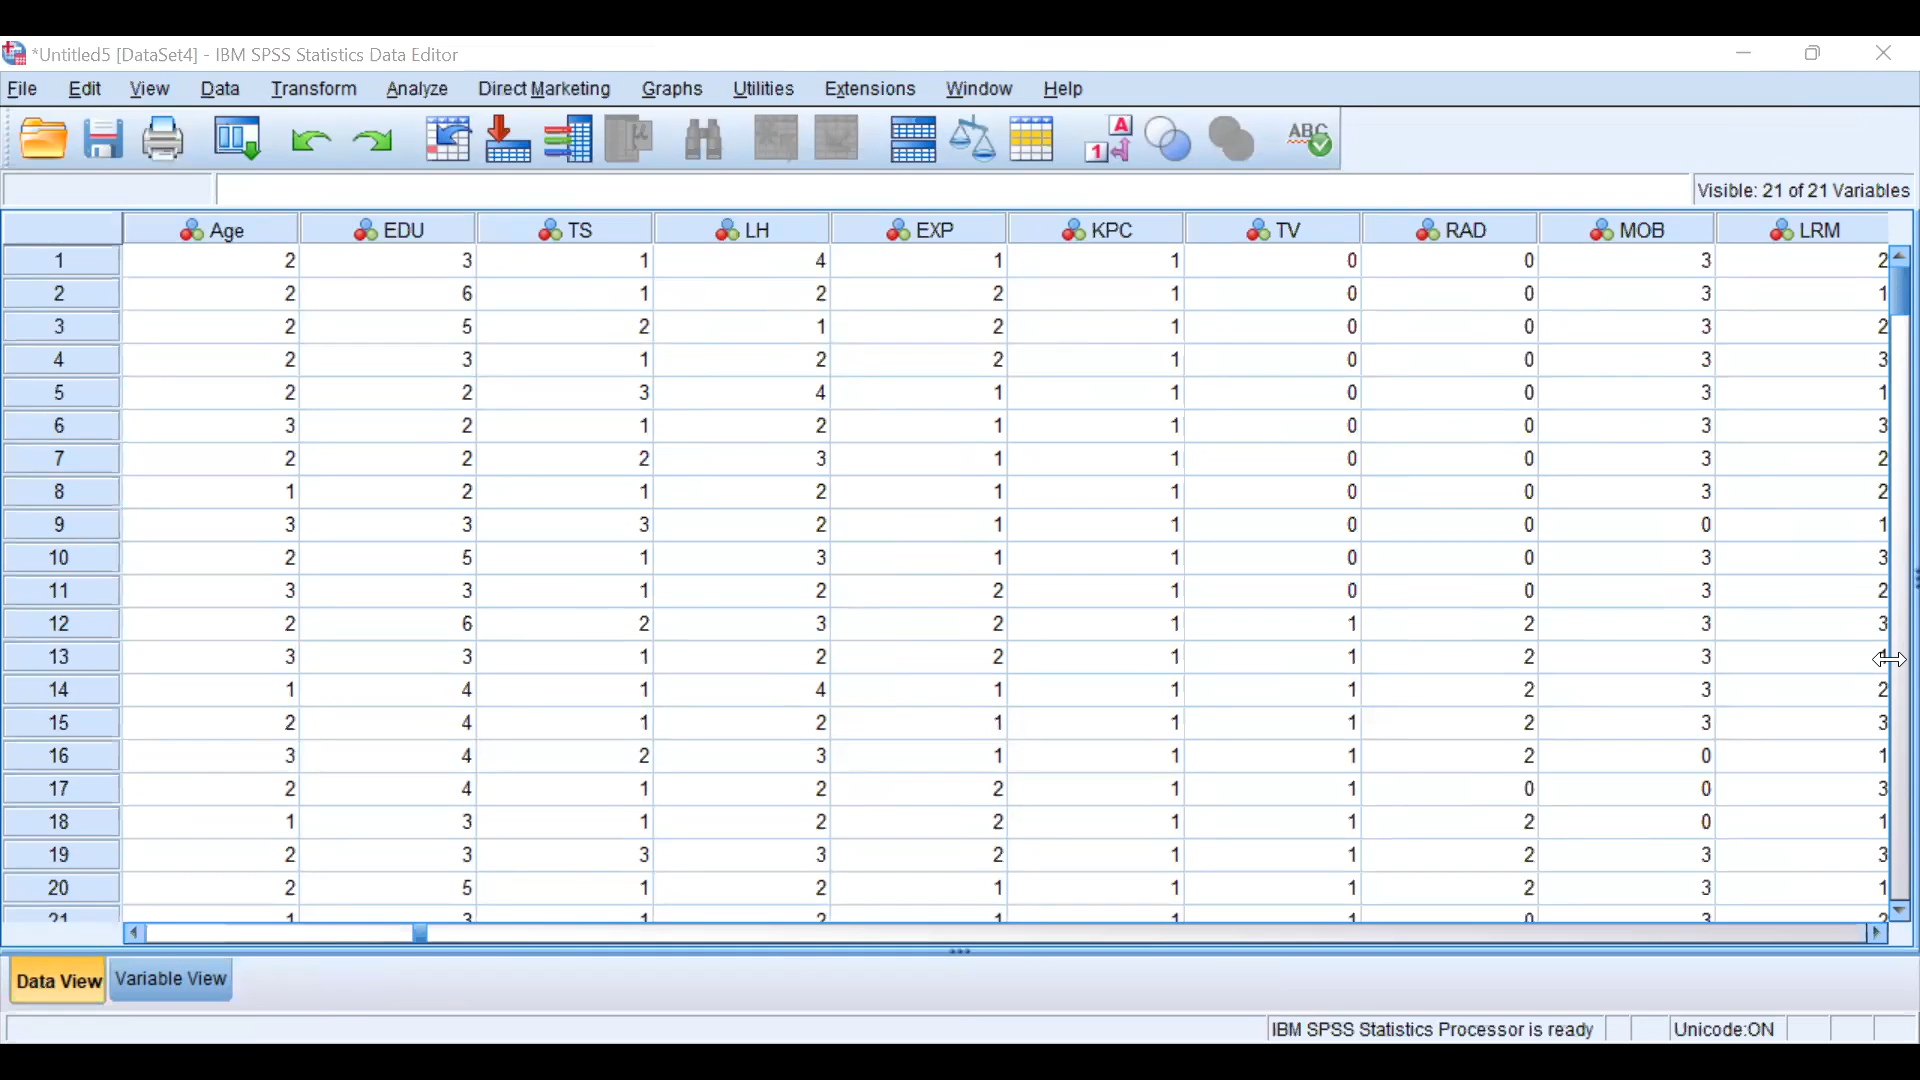 *Untitled5 [DataSet4] - IBM SPSS Statistics Data Editor
File Edit View Data Transform Analyze Direct Marketing Graphs Utilities Extensions Window Help
A
1
ABC
Visible: 21 of 21 Variables
Age EDU TS LH EXP KPC TV RAD MOB LRM
1 2 3 1 4 1 1 0 0 3 2
2 2 6 1 2 2 1 0 0 3 1
3 2 5 2 1 2 1 0 0 3 2
4 2 3 1 2 2 1 0 0 3 3
5 2 2 3 4 1 1 0 0 3 1
6 3 2 1 2 1 1 0 0 3 3
7 2 2 2 3 1 1 0 0 3 2
8 1 2 1 2 1 1 0 0 3 2
9 3 3 3 2 1 1 0 0 0 1
10 2 5 1 3 1 1 0 0 3 3
11 3 3 1 2 2 1 0 0 3 2
12 2 6 2 3 2 1 1 2 3 3
13 3 3 1 2 2 1 1 2 3 1
14 1 4 1 4 1 1 1 2 3 2
15 2 4 1 2 1 1 1 2 3 3
16 3 4 2 3 1 1 1 2 0 1
17 2 4 1 2 2 1 1 0 0 3
18 1 3 1 2 2 1 1 2 0 1
19 2 3 3 3 2 1 1 2 3 3
20 2 5 1 2 1 1 1 2 3 1
21 1 3 1 2 1 1 1 0 3 2
Data View Variable View
IBM SPSS Statistics Processor is ready Unicode:ON